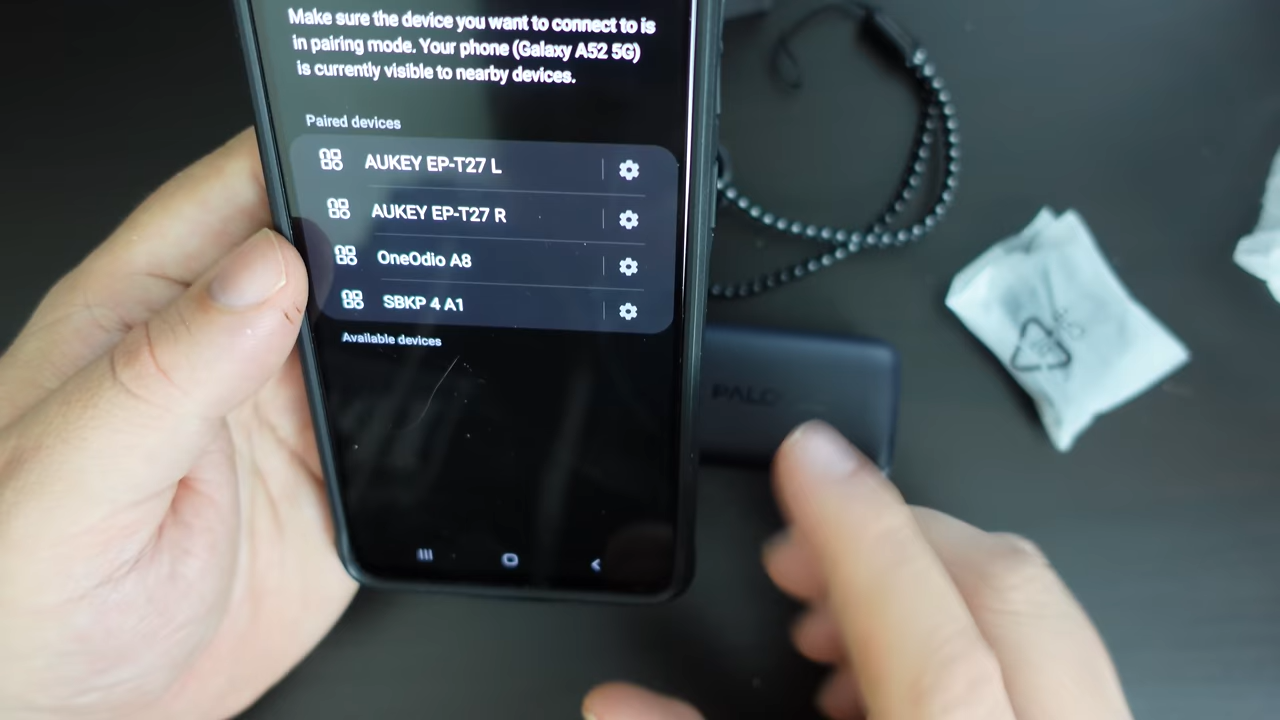 Make sure the device you want to connect to is
in pairing mode. Your phone (Galaxy A52 5G)
is currently visible to nearby devices.
Paired devices
AUKEY EP-T27 L
AUKEY EP-T27 R
OneOdio A8
SBKP 4 A1
Available devices